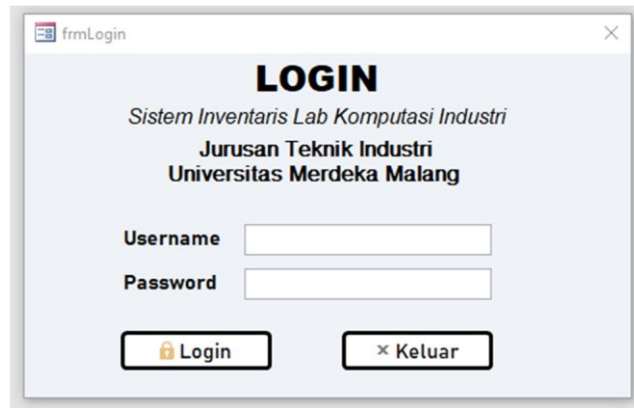 frmLogin
LOGIN
Sistem Inventaris Lab Komputasi Industri
Jurusan Teknik Industri
Universitas Merdeka Malang
Username
Password
Login
Keluar